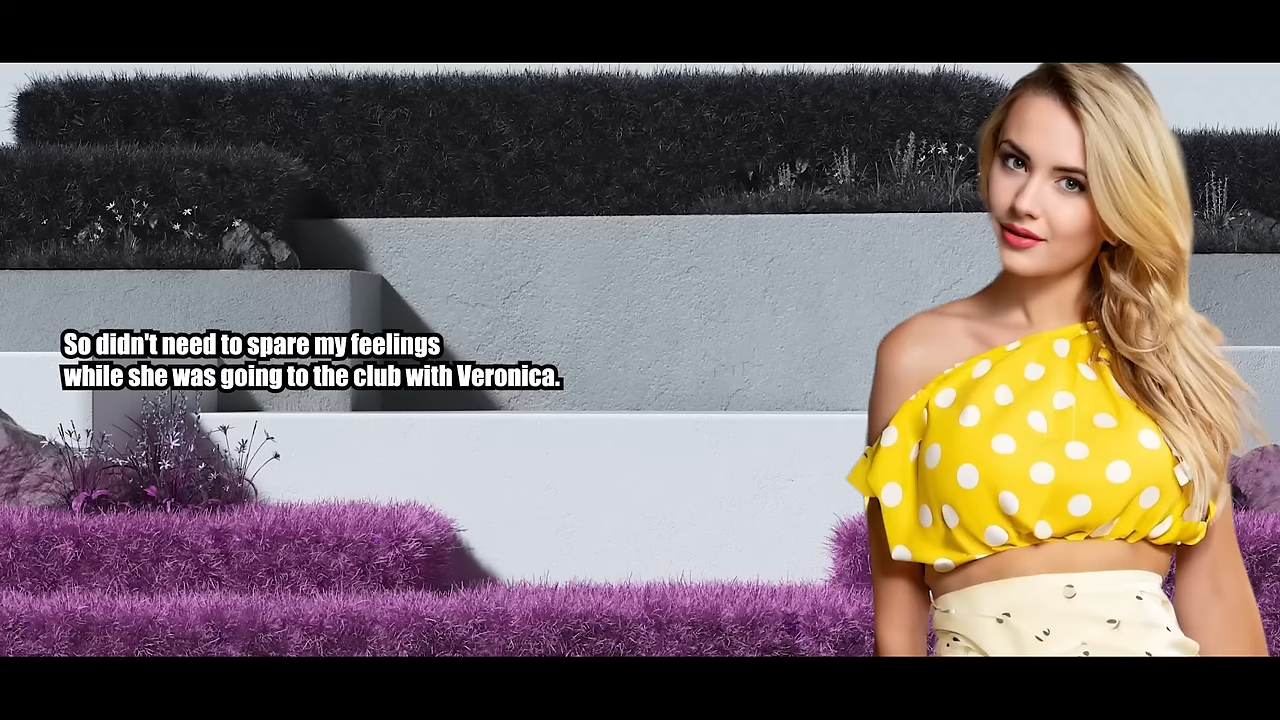 So didn't need to spare my feelings
while she was going to the club with Veronica.